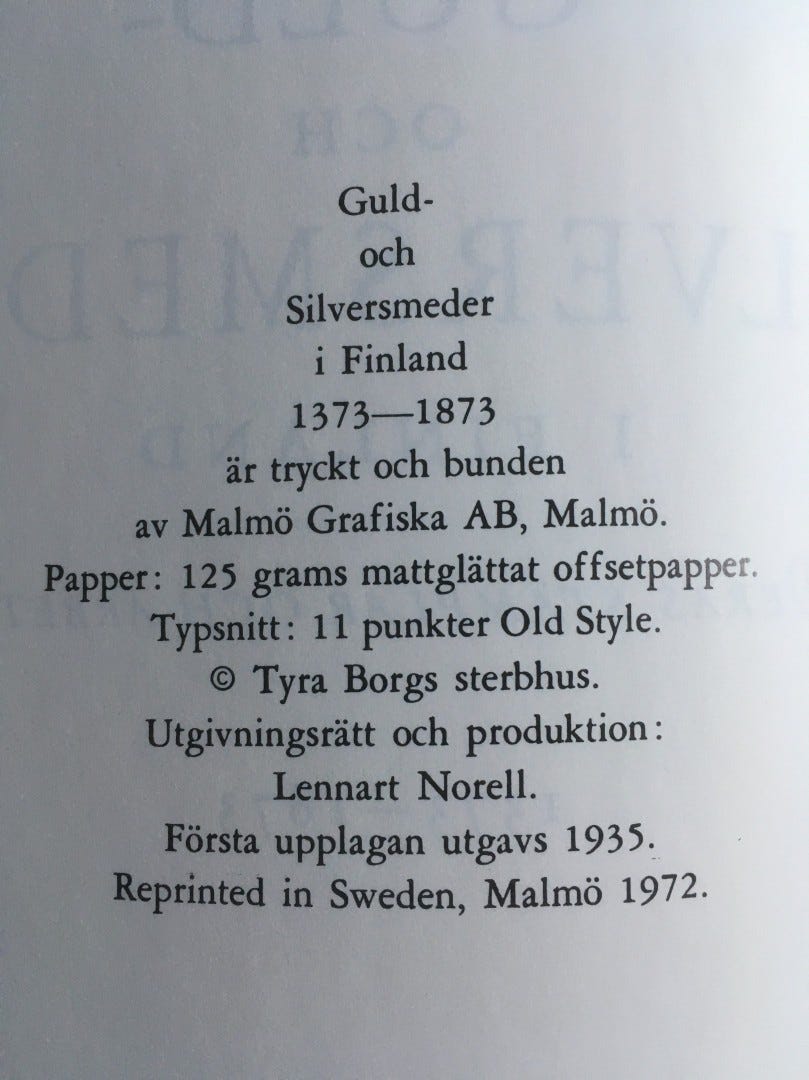 Guld-
och
Silversmeder
i Finland
1373—1873
är tryckt och bunden
av Malmö Grafiska AB, Malmö.
Papper: 125 grams mattglättat offsetpapper.
Typsnitt: 11 punkter Old Style.
© Tyra Borgs sterbhus.
Utgivningsrätt och produktion:
Lennart Norell.
Första upplagan utgavs 1935.
Reprinted in Sweden, Malmö 1972.